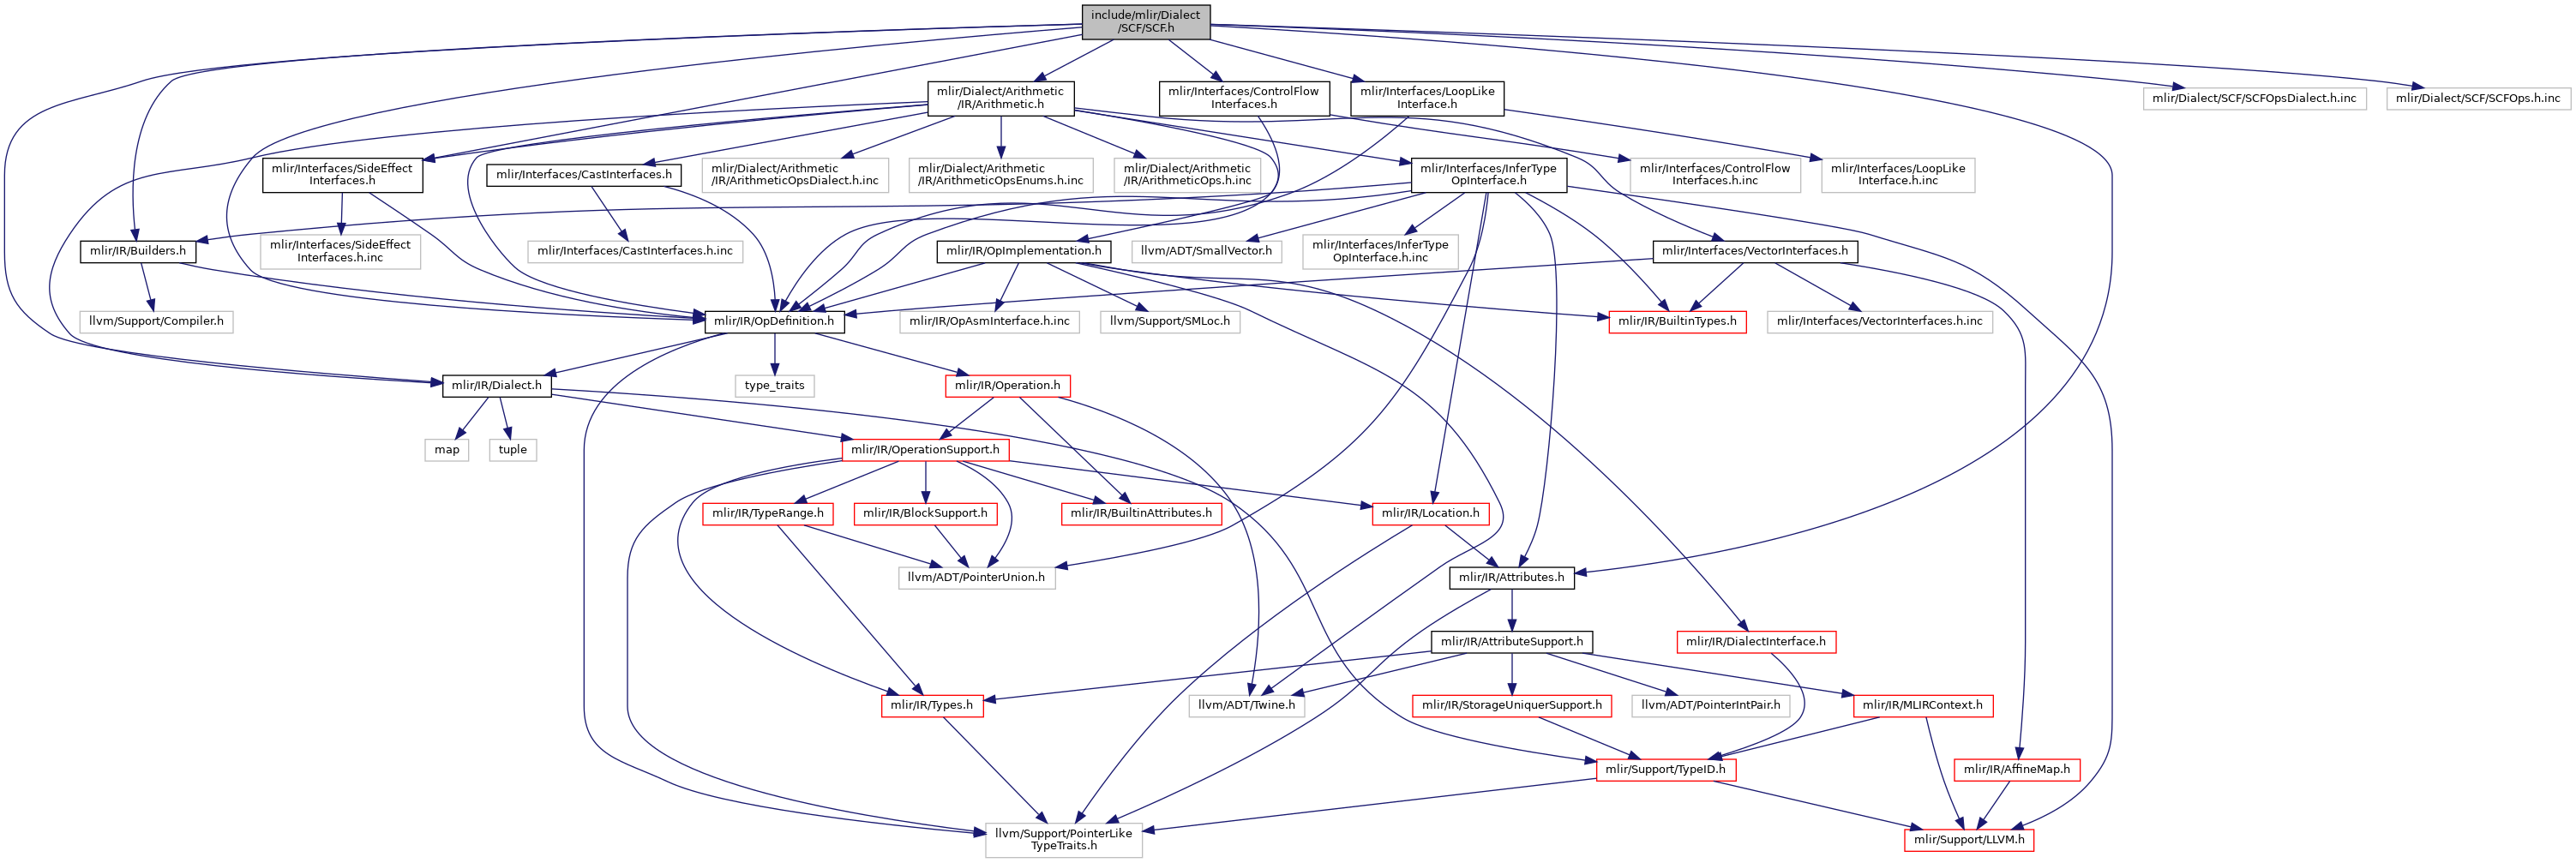 include/mlir/Dialect
/SCF/SCF.h
mlir/Dialect/Arithmetic
/IR/Arithmetic.h
mlir/Interfaces/ControlFlow
Interfaces.h
mlir/Interfaces/LoopLike
Interface.h
mlir/Dialect/SCF/SCFOpsDialect.h.inc
mlir/Dialect/SCF/SCFOps.h.inc
mlir/Interfaces/SideEffect
Interfaces.h
mlir/Interfaces/CastInterfaces.h
mlir/Dialect/Arithmetic
/IR/ArithmeticOpsDialect.h.inc
mlir/Dialect/Arithmetic
/IR/ArithmeticOpsEnums.h.inc
mlir/Dialect/Arithmetic
/IR/ArithmeticOps.h.inc
mlir/Interfaces/InferType
OpInterface.h
mlir/Interfaces/ControlFlow
Interfaces.h.inc
mlir/Interfaces/LoopLike
Interface.h.inc
mlir/IR/Builders.h
mlir/Interfaces/SideEffect
Interfaces.h.inc
mlir/Interfaces/CastInterfaces.h.inc
mlir/IR/OpImplementation.h
llvm/ADT/SmallVector.h
mlir/Interfaces/InferType
OpInterface.h.inc
mlir/Interfaces/VectorInterfaces.h
llvm/Support/Compiler.h
mlir/IR/OpDefinition.h
mlir/IR/OpAsmInterface.h.inc
llvm/Support/SMLoc.h
mlir/IR/BuiltinTypes.h
mlir/Interfaces/VectorInterfaces.h.inc
mlir/IR/Dialect.h
type_traits
mlir/IR/Operation.h
map
tuple
mlir/IR/OperationSupport.h
mlir/IR/TypeRange.h
mlir/IR/BlockSupport.h
mlir/IR/BuiltinAttributes.h
mlir/IR/Location.h
llvm/ADT/PointerUnion.h
mlir/IR/Attributes.h
mlir/IR/AttributeSupport.h
mlir/IR/DialectInterface.h
mlir/IR/Types.h
llvm/ADT/Twine.h
mlir/IR/StorageUniquerSupport.h
llvm/ADT/PointerIntPair.h
mlir/IR/MLIRContext.h
mlir/Support/TypeID.h
mlir/IR/AffineMap.h
llvm/Support/PointerLike
TypeTraits.h
mlir/Support/LLVM.h